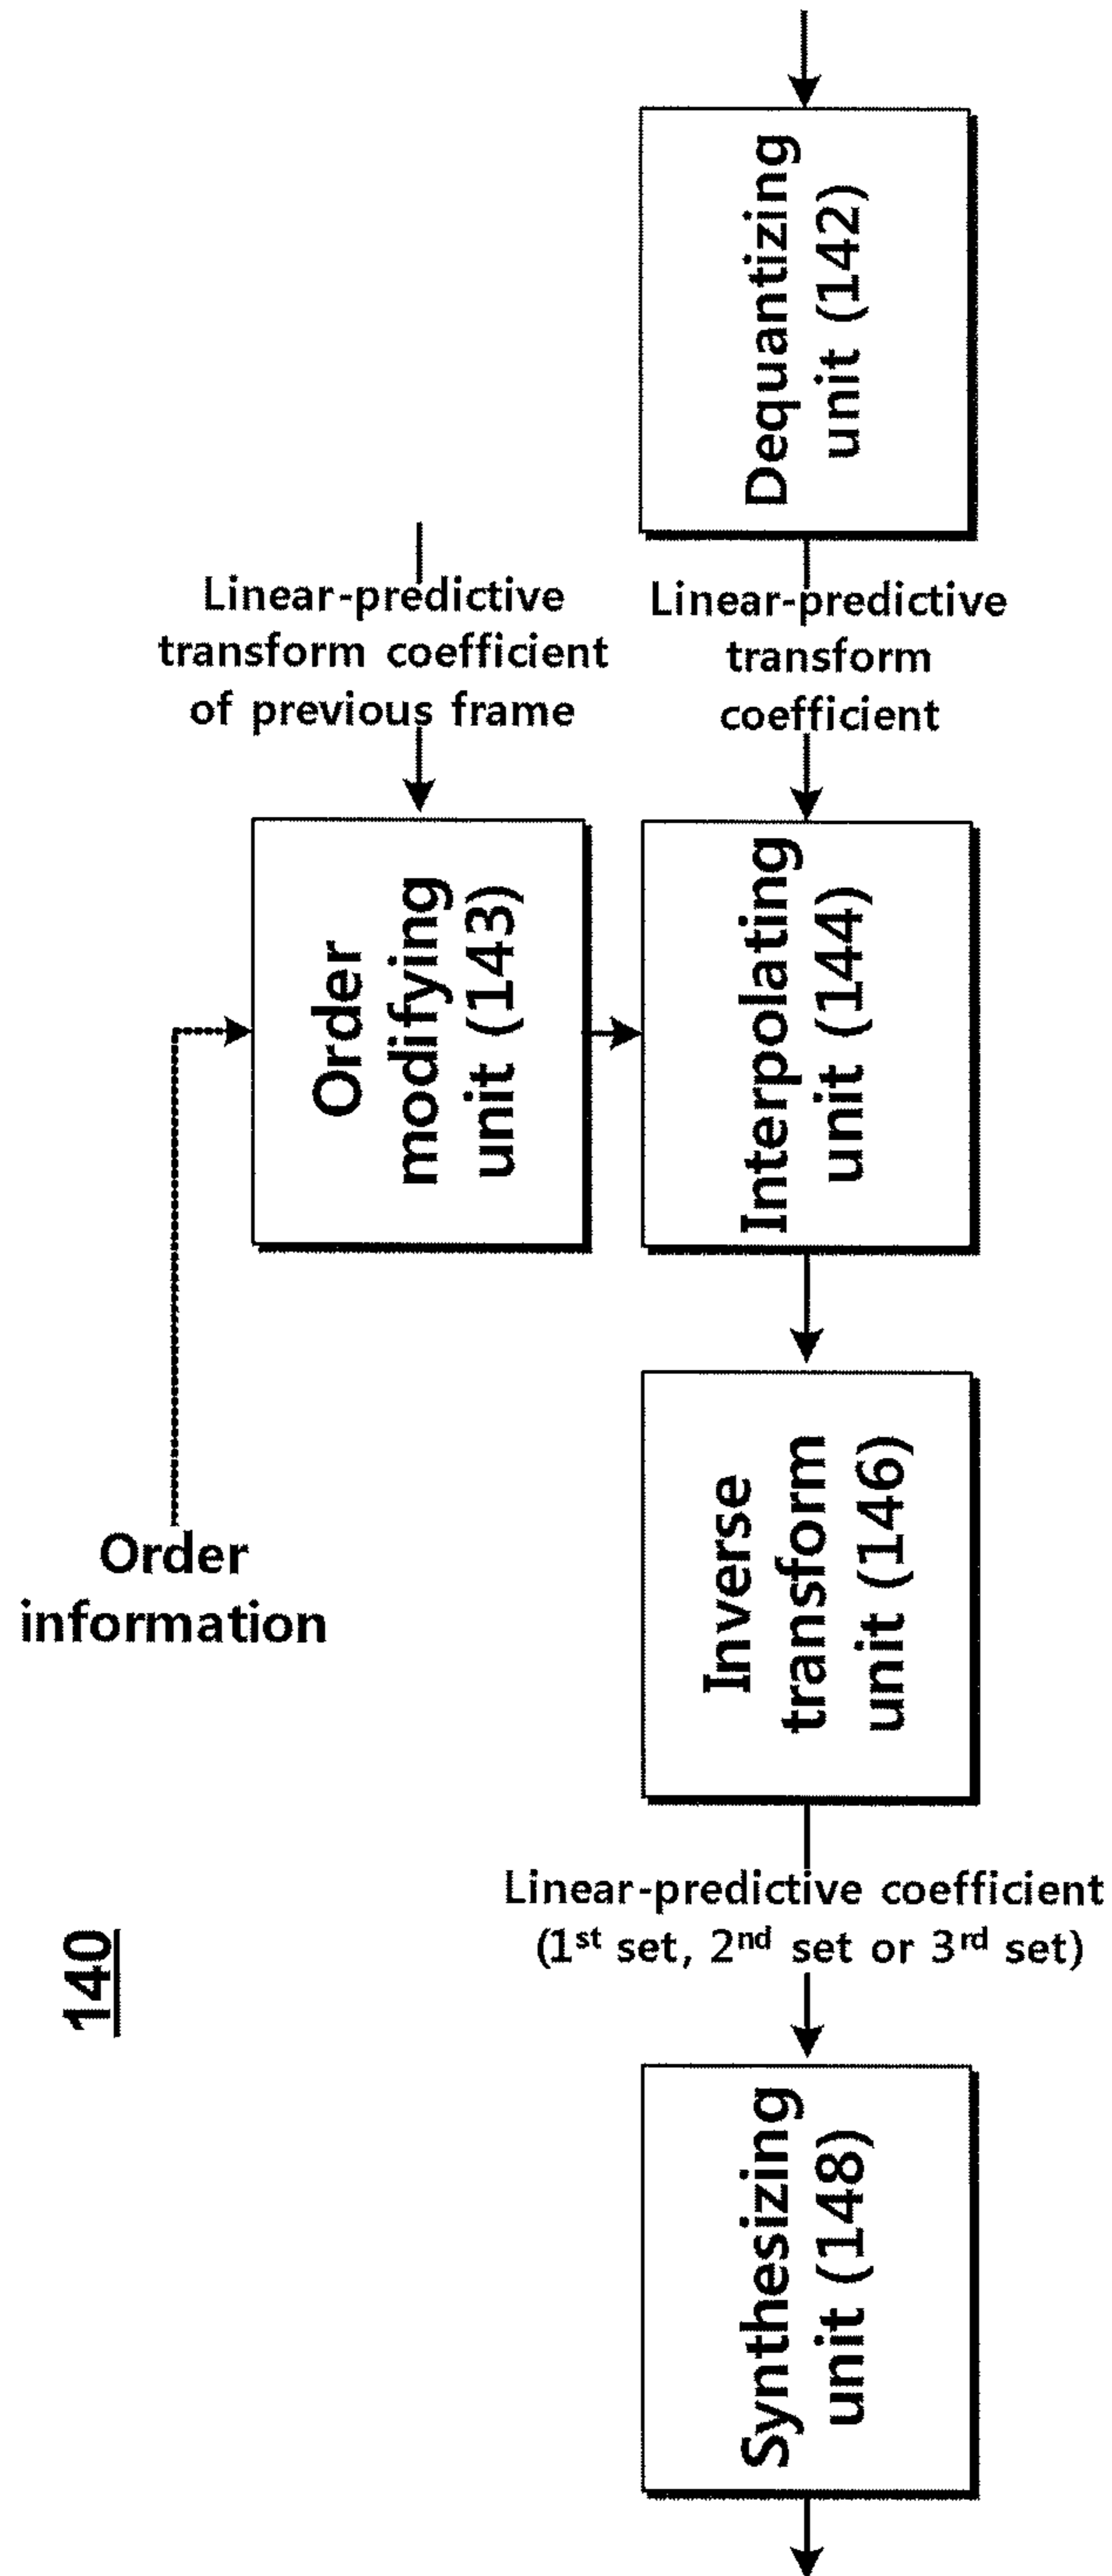 Dequantizing
unit (142)
Linear-predictive
transform coefficient
of previous frame
Linear-predictive
transform
coefficient
Order
modifying
unit (143)
Interpolating
unit (144)
Order
information
Inverse
transform
unit (146)
Linear-predictive coefficient
(1st set, 2nd set or 3rd set)
140
Synthesizing
unit (148)